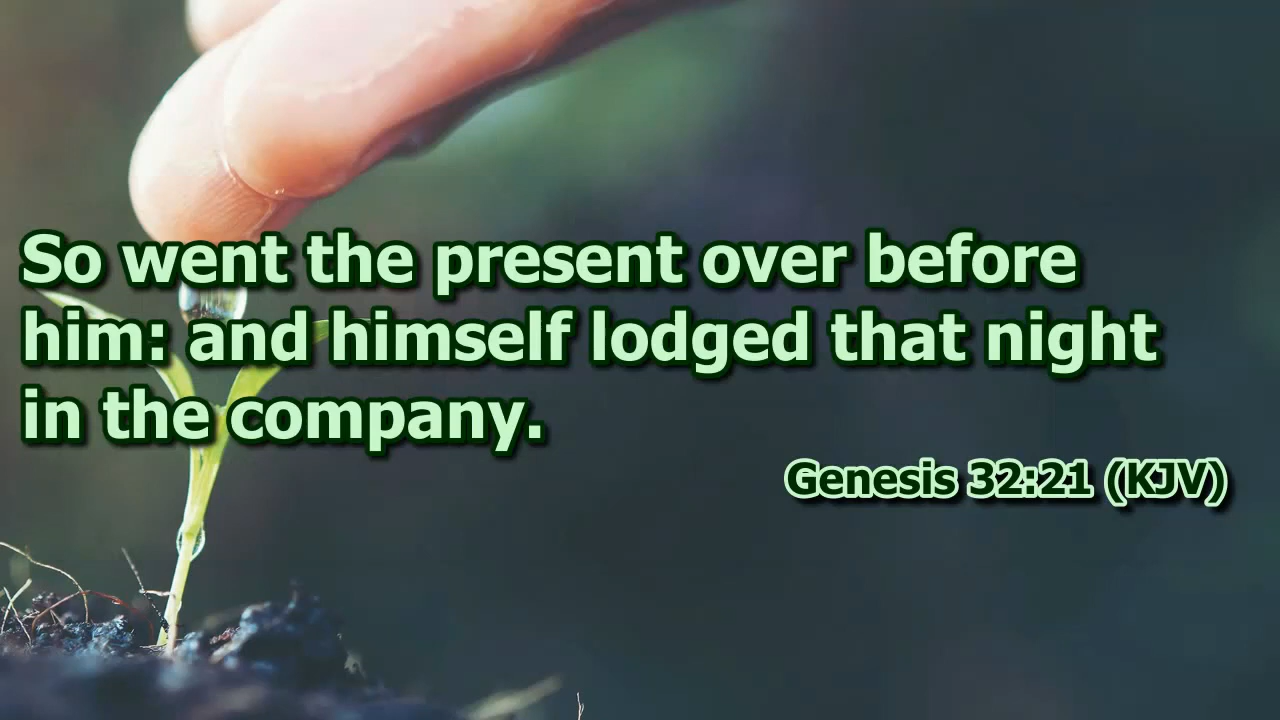 So went the present over before
him: and himself lodged that night
in the company.
Genesis 32:21 (KJV)